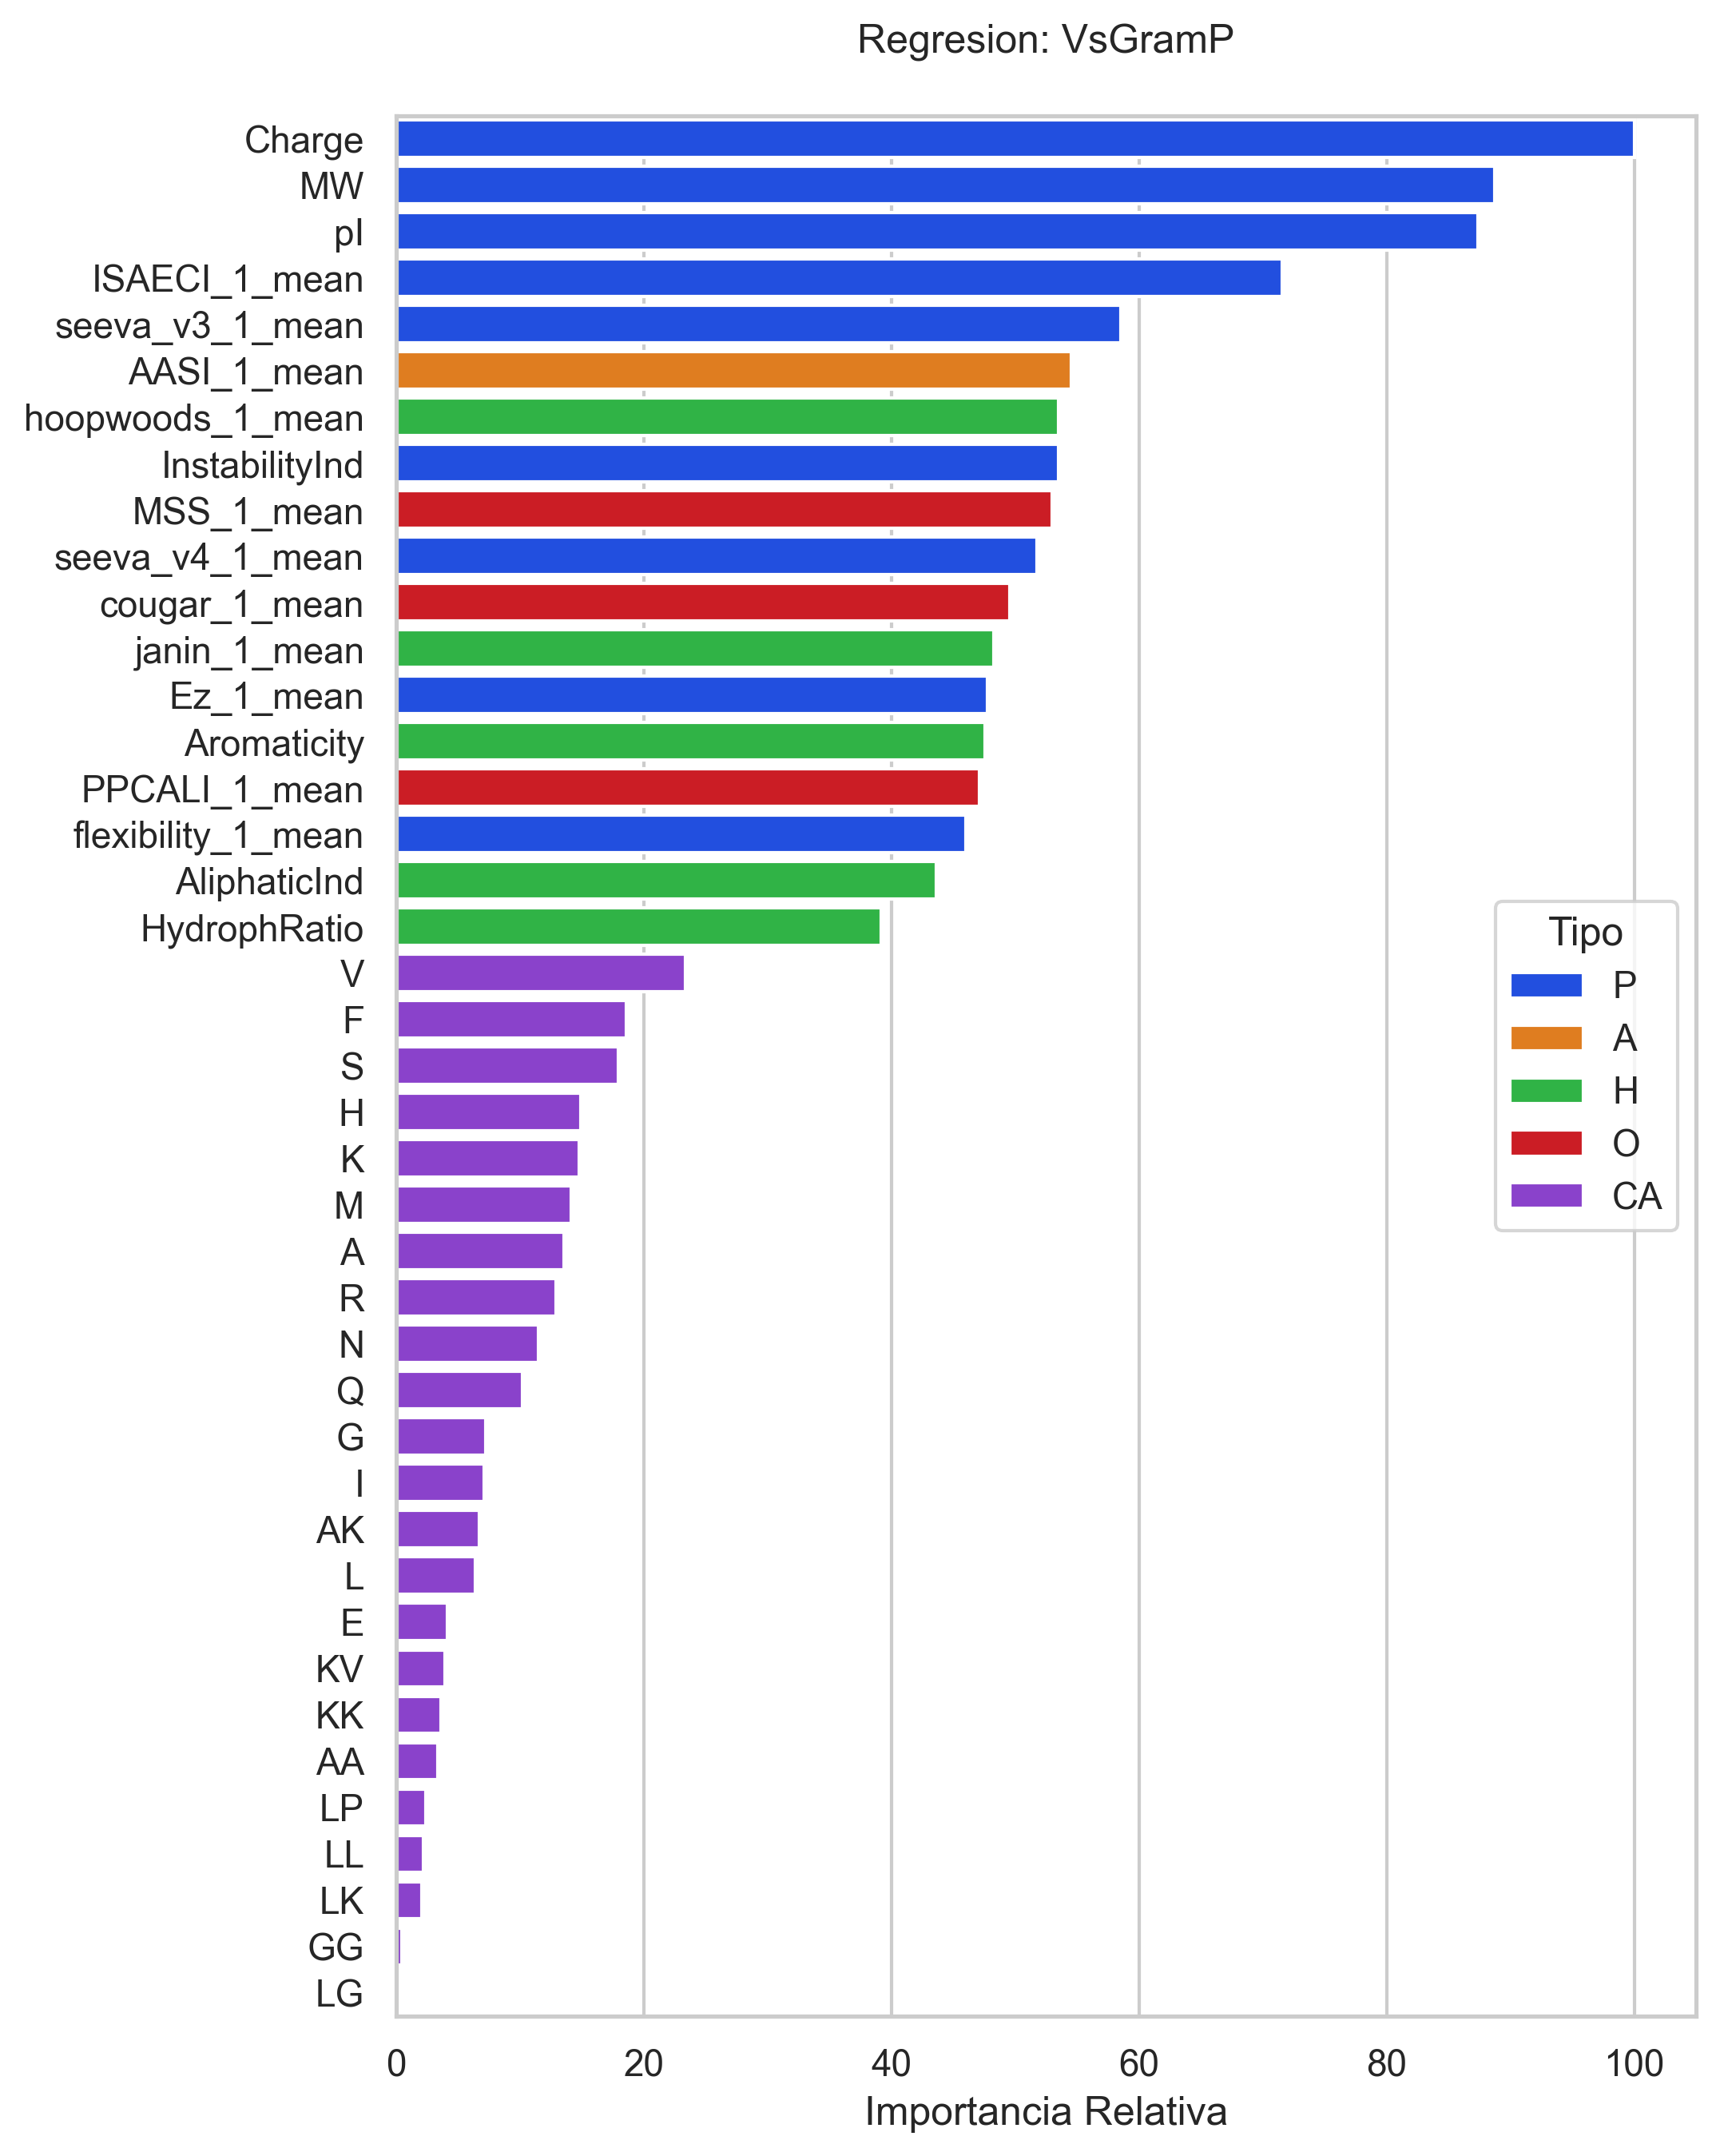 Regresion: VsGramP
Charge
MW
pI
ISAECI_1_mean
seeva_v3_1_mean
AASI_1_mean
hoopwoods_1_mean
InstabilityInd
MSS_1_mean
seeva_v4_1_mean
cougar_1_mean
janin_1_mean
Ez_1_mean
Aromaticity
PPCALI_1_mean
flexibility_1_mean
AliphaticInd
HydrophRatio
V
F
S
H
K
M
A
R
N
Q
G
I
AK
L
E
KV
KK
AA
LP
LL
LK
GG
LG
Tipo
P
A
H
O
CA
0 20 40 60 80 100
Importancia Relativa